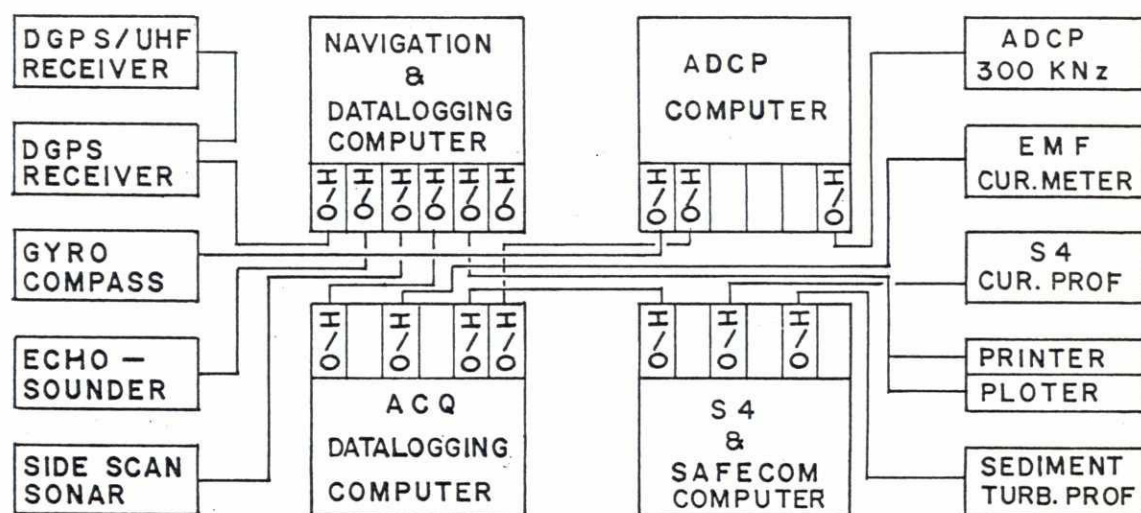 DGPS/UHF
RECEIVER
DGPS
RECEIVER
GYRO
COMPASS
ECHO —
SOUNDER
SIDE SCAN
SONAR
NAVIGATION
&
DATALOGGING
COMPUTER
I/O I/O I/O I/O I/O I/O
ADCP
COMPUTER
I/O I/O I/O
I/O I/O I/O I/O
ACQ
DATALOGGING
COMPUTER
I/O I/O I/O
S4
&
SAFECOM
COMPUTER
ADCP
300 KNz
EMF
CUR.METER
S4
CUR. PROF
PRINTER
PLOTER
SEDIMENT
TURB. PROF